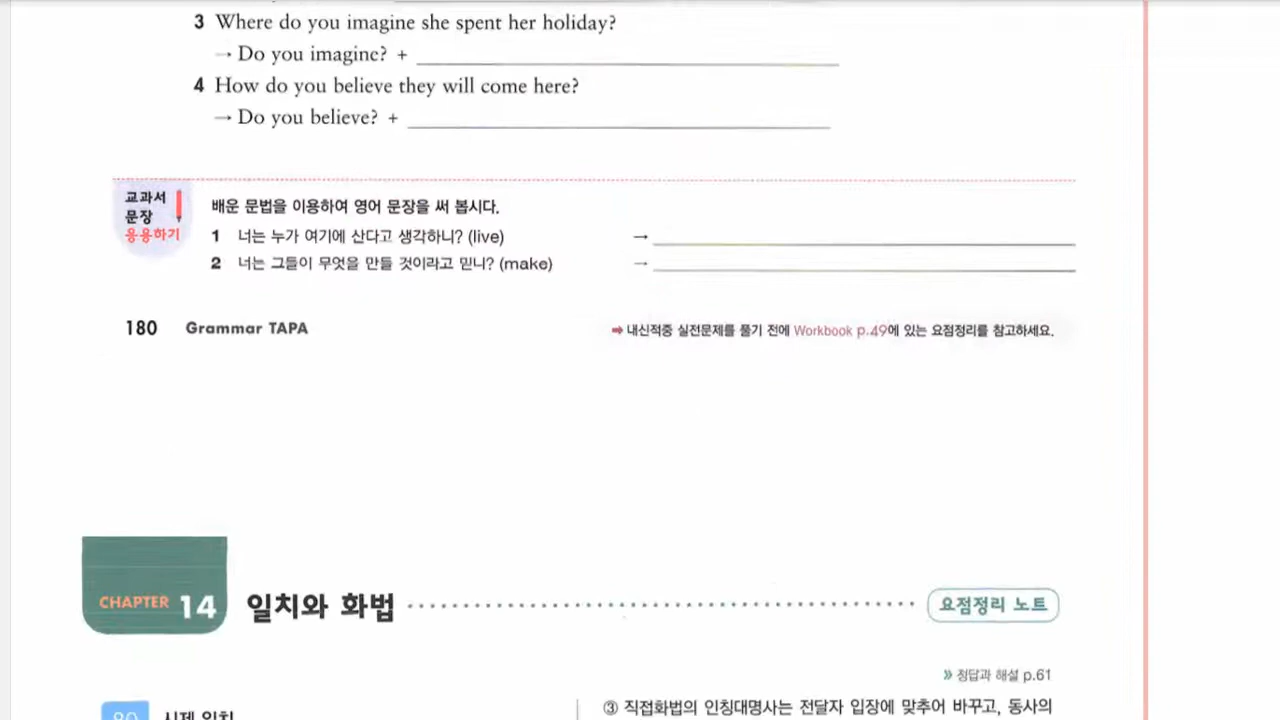 3 Where do you imagine she spent her holiday?
→ Do you imagine? +
4 How do you believe they will come here?
→ Do you believe? +
교과서
문장
응용하기
배운 문법을 이용하여 영어 문장을 써 봅시다.
1 너는 누가 여기에 산다고 생각하니? (live) →
2 너는 그들이 무엇을 만들 것이라고 믿니? (make) →
180 Grammar TAPA
➡ 내신적중 실전문제를 풀기 전에 Workbook p.49에 있는 요점정리를 참고하세요.
CHAPTER 14 일치와 화법
요점정리 노트
» 정답과 해설 p.61
80 시제 일치
③ 직접화법의 인칭대명사는 전달자 입장에 맞추어 바꾸고, 동사의